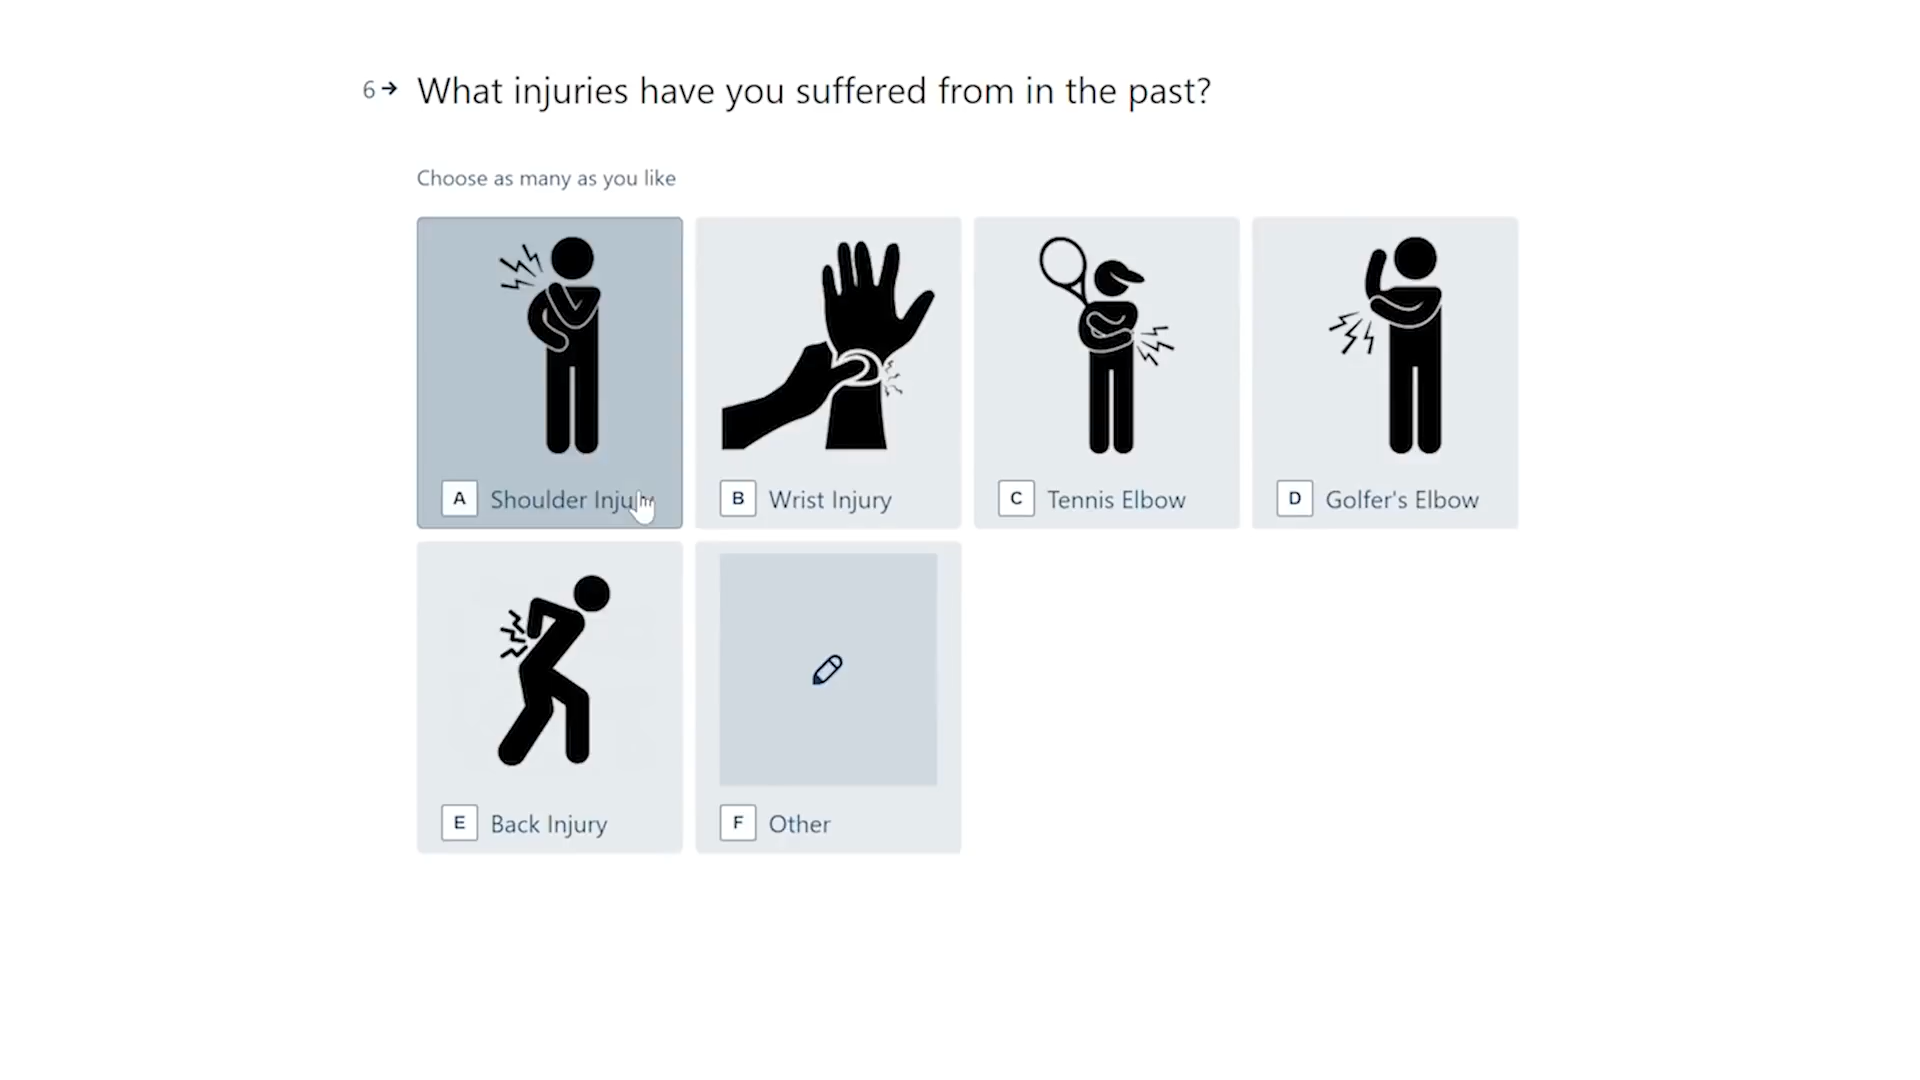 6→ What injuries have you suffered from in the past?
Choose as many as you like
A Shoulder Injury
B Wrist Injury
C Tennis Elbow
D Golfer's Elbow
E Back Injury
F Other